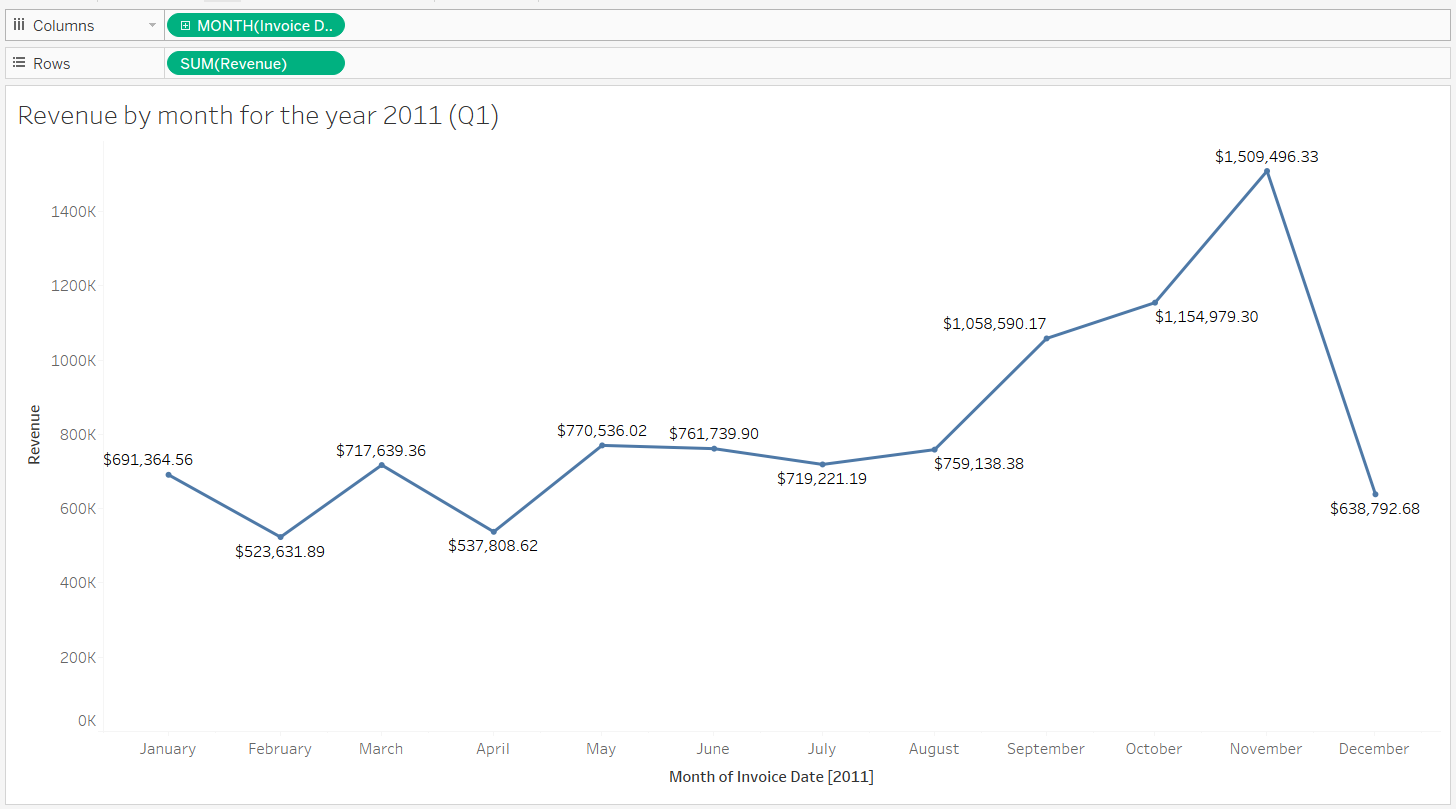 Columns
MONTH(Invoice D..
Rows
SUM(Revenue)
Revenue by month for the year 2011 (Q1)
$1,509,496.33
1400K
1200K
$1,058,590.17
$1,154,979.30
1000K
Revenue
800K
$770,536.02
$761,739.90
$717,639.36
$691,364.56
$759,138.38
$719,221.19
600K
$638,792.68
$537,808.62
$523,631.89
400K
200K
0K
January February March April May June July August September October November December
Month of Invoice Date [2011]